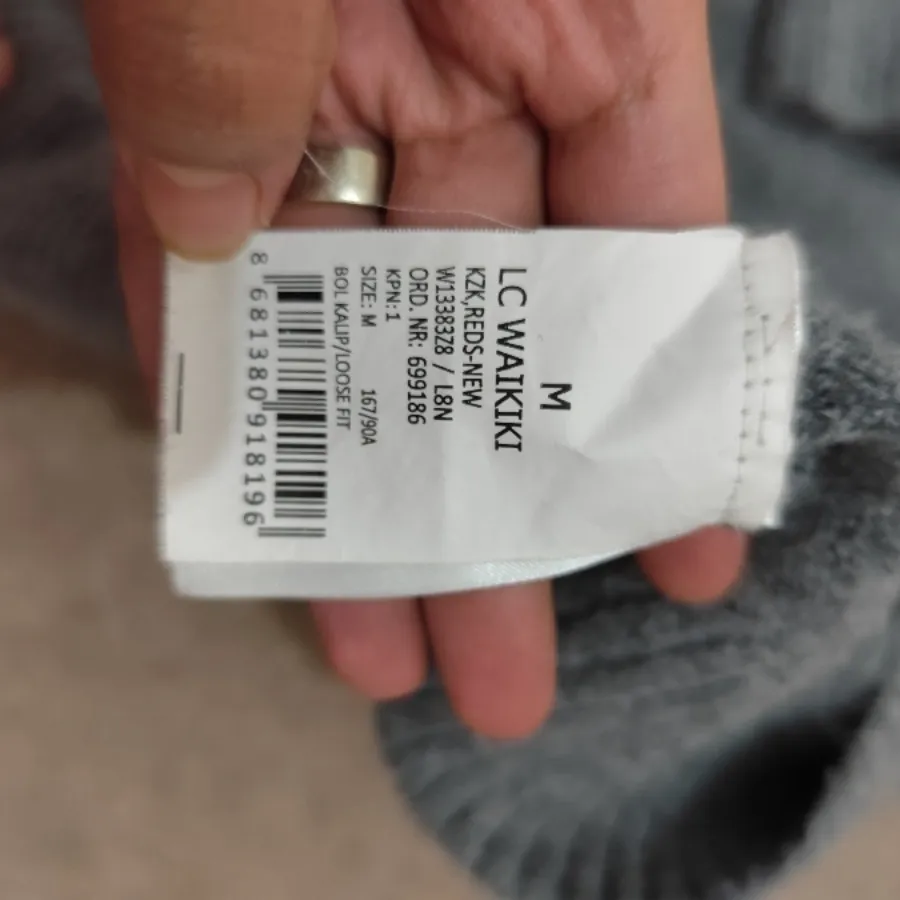 M
LC WAIKIKI
KZK,REDS-NEW
W13383Z8 / L8N
ORD. NR: 699186
KPN:1
SIZE: M 167/90A
BOL KALIP/LOOSE FIT
8 681380 918196